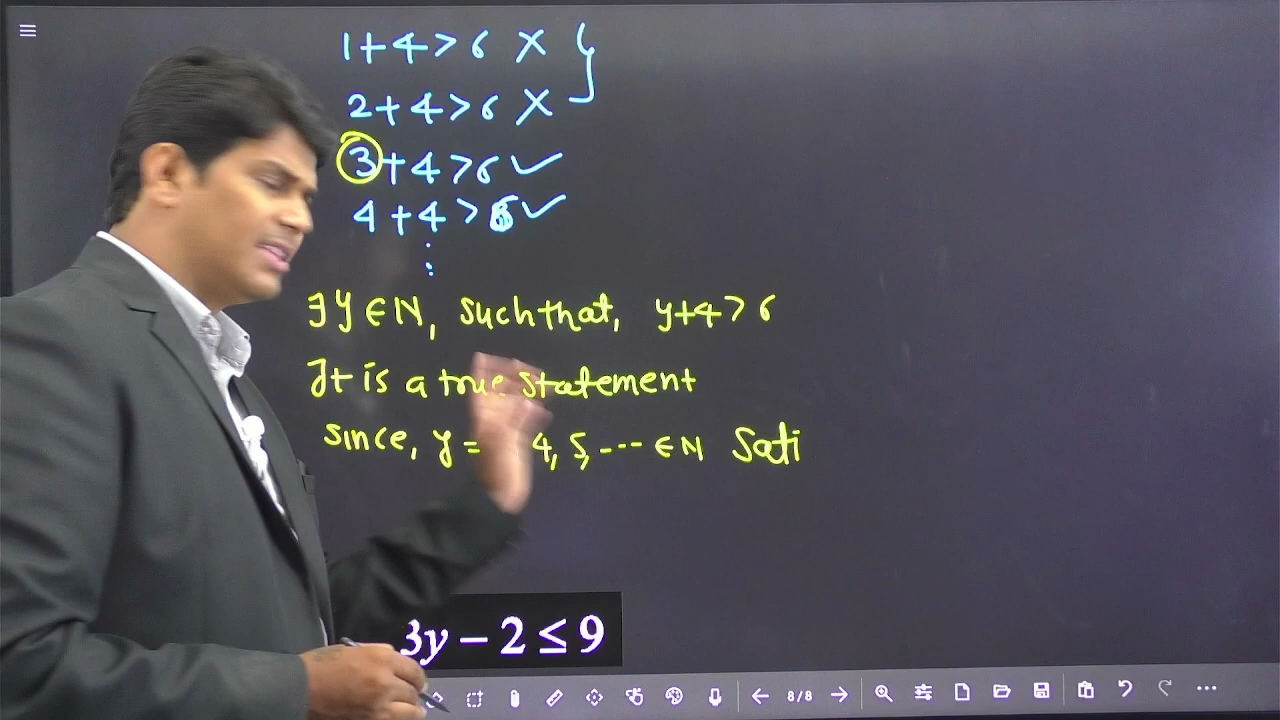 1+4>6 X
2+4>6 X
3+4>6 ✓
4+4>6 ✓
:
∃ y ∈ N, such that, y+4>6
It is a true statement
since, y = 4, 5, --- ∈ N Sati
3y − 2 ≤ 9
8/8